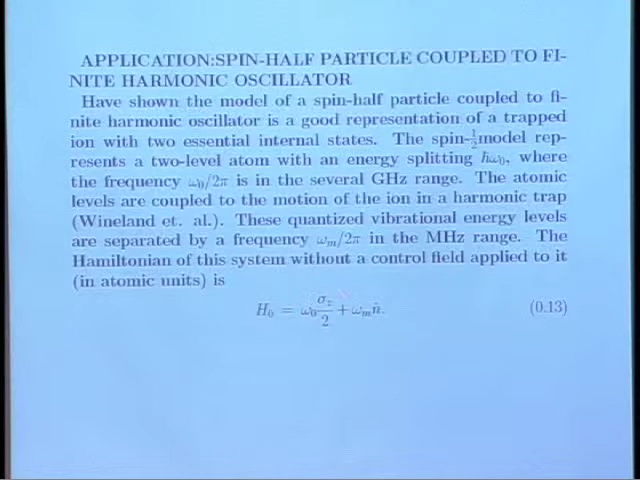 APPLICATION:SPIN-HALF PARTICLE COUPLED TO FI-
NITE HARMONIC OSCILLATOR
Have shown the model of a spin-half particle coupled to fi-
nite harmonic oscillator is a good representation of a trapped
ion with two essential internal states. The spin-½model rep-
resents a two-level atom with an energy splitting ħω₀, where
the frequency ω₀/2π is in the several GHz range. The atomic
levels are coupled to the motion of the ion in a harmonic trap
(Wineland et. al.). These quantized vibrational energy levels
are separated by a frequency ωₘ/2π in the MHz range. The
Hamiltonian of this system without a control field applied to it
(in atomic units) is
H₀ = ω₀ σ_z/2 + ωₘn̂. (0.13)